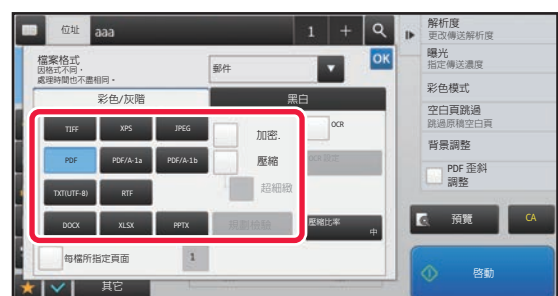 位址 aaa 1 +
檔案格式
因格式不同，
處理時間也不盡相同。
郵件
OK
彩色/灰階
黑白
TIFF XPS JPEG 加密.
OCR
PDF PDF/A-1a PDF/A-1b 壓縮
OCR 設定
TXT(UTF-8) RTF 超細緻
DOCX XLSX PPTX
壓縮比率
中
每檔所指定頁面 1
其它
解析度
更改傳送解析度
曝光
指定傳送濃度
彩色模式
空白頁跳過
跳過原稿空白頁
背景調整
PDF 歪斜
調整
預覽
CA
啓動